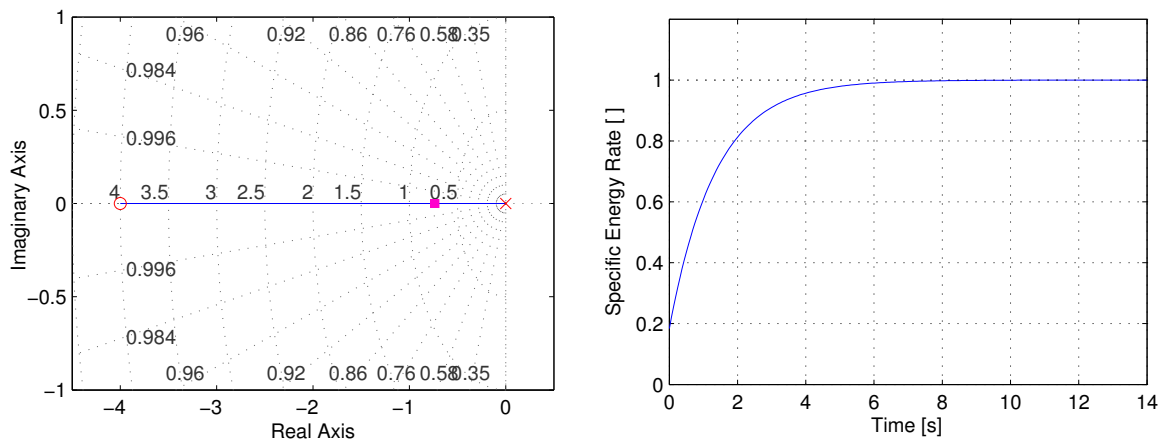 1
0.96 0.92 0.86 0.76 0.58 0.35
0.984
0.5
0.996
4 3.5 3 2.5 2 1.5 1 0.5
0
0.996
−0.5
0.984
0.96 0.92 0.86 0.76 0.58 0.35
−1
−4 −3 −2 −1 0
Real Axis
Imaginary Axis
1
0.8
0.6
0.4
0.2
0
0 2 4 6 8 10 12 14
Time [s]
Specific Energy Rate [ ]